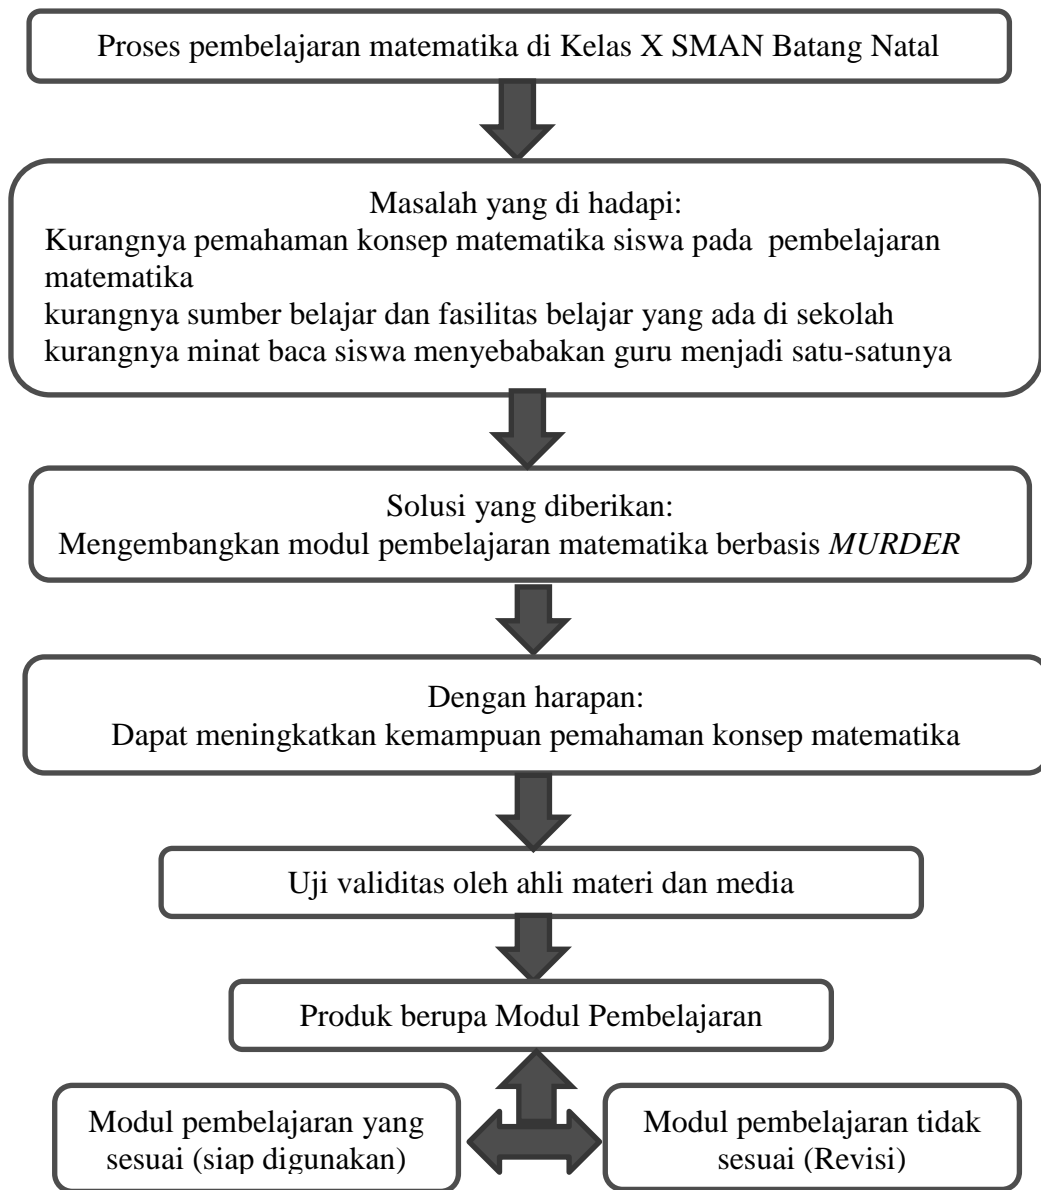 Proses pembelajaran matematika di Kelas X SMAN Batang Natal
Masalah yang di hadapi:
Kurangnya pemahaman konsep matematika siswa pada pembelajaran
matematika
kurangnya sumber belajar dan fasilitas belajar yang ada di sekolah
kurangnya minat baca siswa menyebabakan guru menjadi satu-satunya
Solusi yang diberikan:
Mengembangkan modul pembelajaran matematika berbasis MURDER
Dengan harapan:
Dapat meningkatkan kemampuan pemahaman konsep matematika
Uji validitas oleh ahli materi dan media
Produk berupa Modul Pembelajaran
Modul pembelajaran yang
sesuai (siap digunakan)
Modul pembelajaran tidak
sesuai (Revisi)